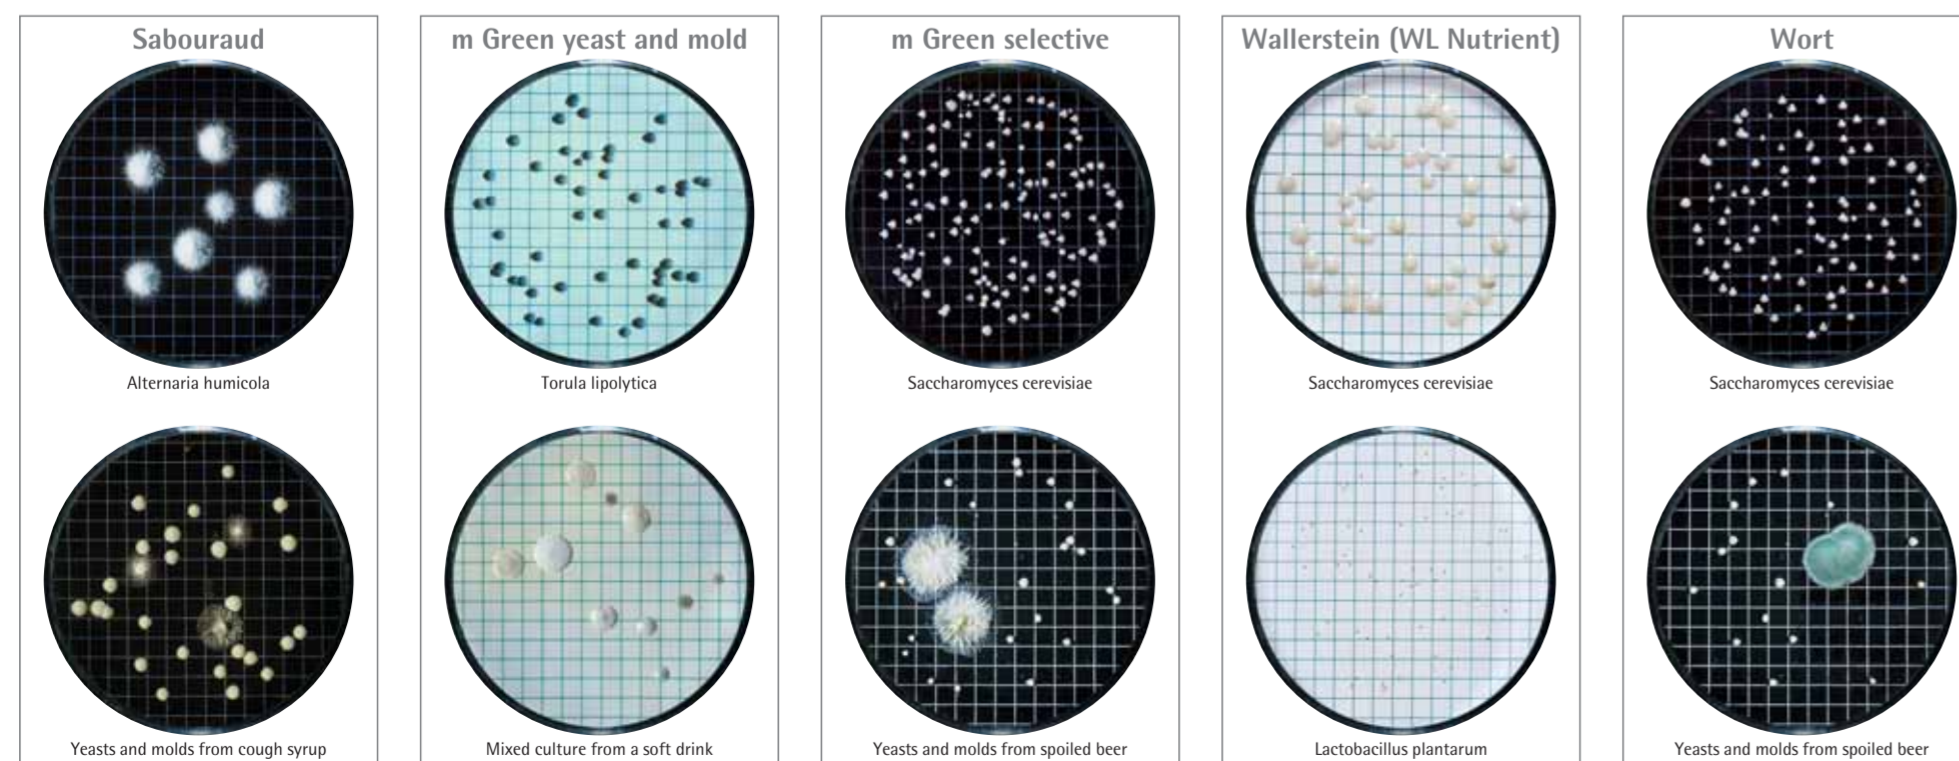 Sabouraud
Alternaria humicola
Yeasts and molds from cough syrup
m Green yeast and mold
Torula lipolytica
Mixed culture from a soft drink
m Green selective
Saccharomyces cerevisiae
Yeasts and molds from spoiled beer
Wallerstein (WL Nutrient)
Saccharomyces cerevisiae
Lactobacillus plantarum
Wort
Saccharomyces cerevisiae
Yeasts and molds from spoiled beer